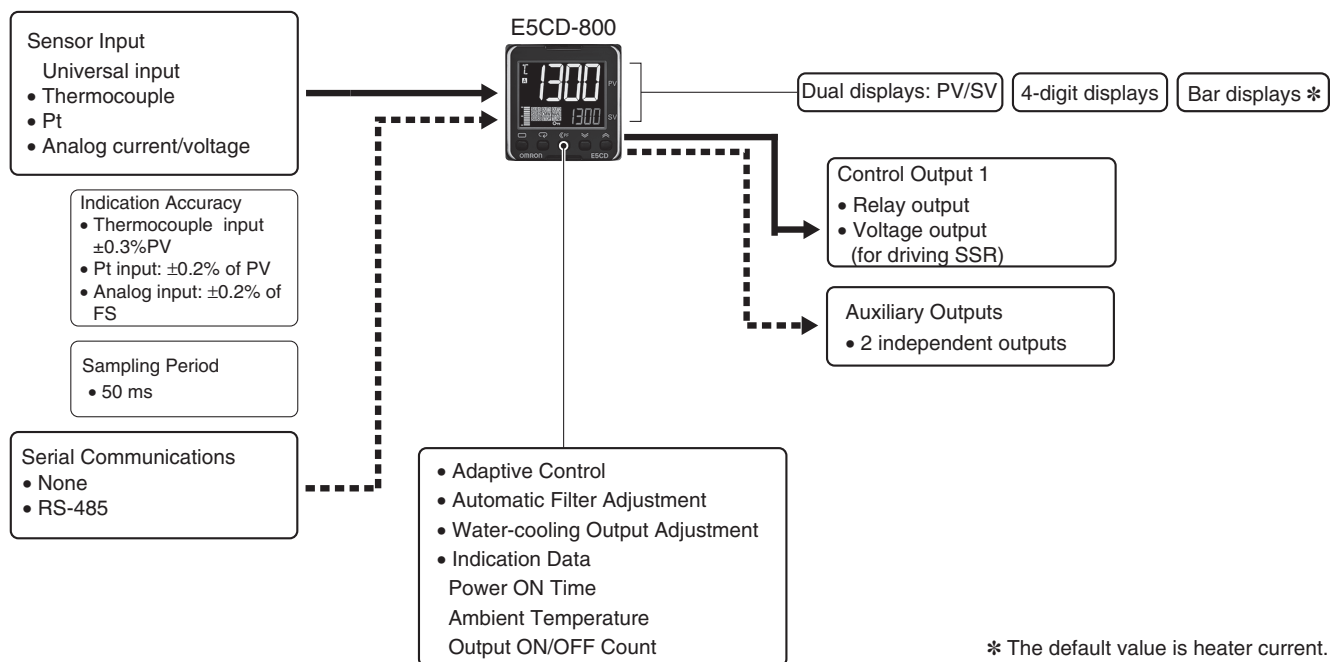 E5CD-800
Sensor Input
Universal input
• Thermocouple
• Pt
• Analog current/voltage
1300
PV
1300
SV
PF
OMRON
E5CD
Dual displays: PV/SV
4-digit displays
Bar displays ✻
Indication Accuracy
• Thermocouple input
±0.3%PV
• Pt input: ±0.2% of PV
• Analog input: ±0.2% of
FS
Control Output 1
• Relay output
• Voltage output
(for driving SSR)
Auxiliary Outputs
• 2 independent outputs
Sampling Period
• 50 ms
Serial Communications
• None
• RS-485
• Adaptive Control
• Automatic Filter Adjustment
• Water-cooling Output Adjustment
• Indication Data
Power ON Time
Ambient Temperature
Output ON/OFF Count
✻ The default value is heater current.